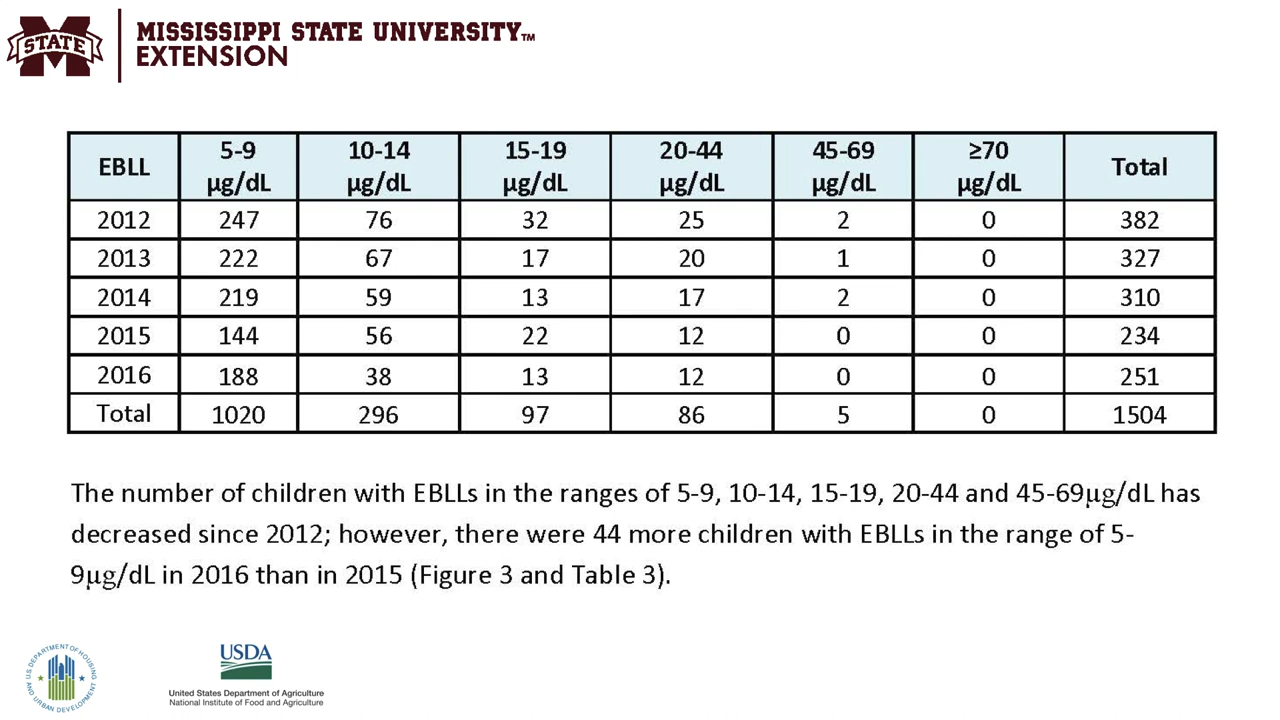 STATE
MISSISSIPPI STATE UNIVERSITY™
EXTENSION
EBLL 5-9 µg/dL 10-14 µg/dL 15-19 µg/dL 20-44 µg/dL 45-69 µg/dL ≥70 µg/dL Total
2012 247 76 32 25 2 0 382
2013 222 67 17 20 1 0 327
2014 219 59 13 17 2 0 310
2015 144 56 22 12 0 0 234
2016 188 38 13 12 0 0 251
Total 1020 296 97 86 5 0 1504
The number of children with EBLLs in the ranges of 5-9, 10-14, 15-19, 20-44 and 45-69µg/dL has
decreased since 2012; however, there were 44 more children with EBLLs in the range of 5-
9µg/dL in 2016 than in 2015 (Figure 3 and Table 3).
U.S. DEPARTMENT OF HOUSING
AND URBAN DEVELOPMENT
USDA
United States Department of Agriculture
National Institute of Food and Agriculture